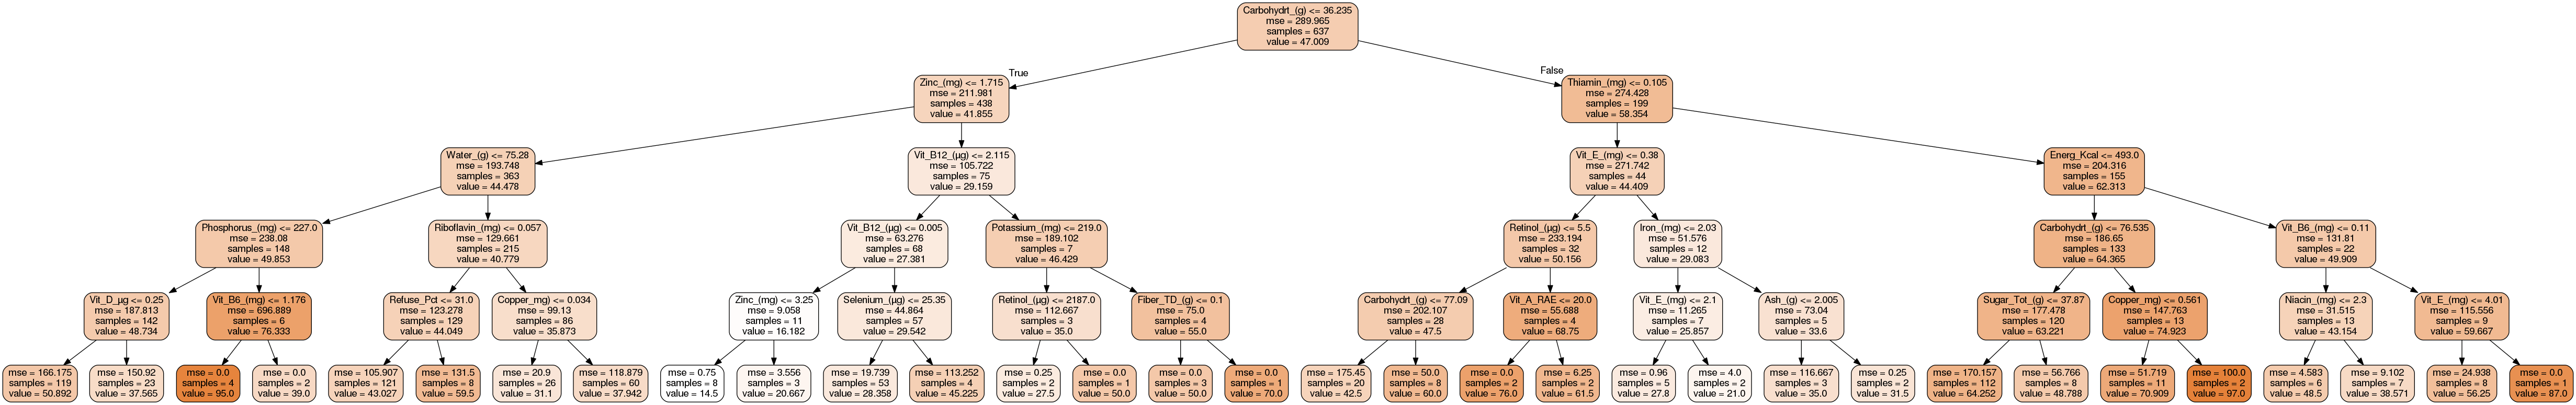 Carbohydrt_(g) <= 36.235
mse = 289.965
samples = 637
value = 47.009
True
False
Zinc_(mg) <= 1.715
mse = 211.981
samples = 438
value = 41.855
Thiamin_(mg) <= 0.105
mse = 274.428
samples = 199
value = 58.354
Water_(g) <= 75.28
mse = 193.748
samples = 363
value = 44.478
Vit_B12_(µg) <= 2.115
mse = 105.722
samples = 75
value = 29.159
Vit_E_(mg) <= 0.38
mse = 271.742
samples = 44
value = 44.409
Energ_Kcal <= 493.0
mse = 204.316
samples = 155
value = 62.313
Phosphorus_(mg) <= 227.0
mse = 238.08
samples = 148
value = 49.853
Riboflavin_(mg) <= 0.057
mse = 129.661
samples = 215
value = 40.779
Vit_B12_(µg) <= 0.005
mse = 63.276
samples = 68
value = 27.381
Potassium_(mg) <= 219.0
mse = 189.102
samples = 7
value = 46.429
Retinol_(µg) <= 5.5
mse = 233.194
samples = 32
value = 50.156
Iron_(mg) <= 2.03
mse = 51.576
samples = 12
value = 29.083
Carbohydrt_(g) <= 76.535
mse = 186.65
samples = 133
value = 64.365
Vit_B6_(mg) <= 0.11
mse = 131.81
samples = 22
value = 49.909
Vit_D_µg <= 0.25
mse = 187.813
samples = 142
value = 48.734
Vit_B6_(mg) <= 1.176
mse = 696.889
samples = 6
value = 76.333
Refuse_Pct <= 31.0
mse = 123.278
samples = 129
value = 44.049
Copper_mg) <= 0.034
mse = 99.13
samples = 86
value = 35.873
Zinc_(mg) <= 3.25
mse = 9.058
samples = 11
value = 16.182
Selenium_(µg) <= 25.35
mse = 44.864
samples = 57
value = 29.542
Retinol_(µg) <= 2187.0
mse = 112.667
samples = 3
value = 35.0
Fiber_TD_(g) <= 0.1
mse = 75.0
samples = 4
value = 55.0
Carbohydrt_(g) <= 77.09
mse = 202.107
samples = 28
value = 47.5
Vit_A_RAE <= 20.0
mse = 55.688
samples = 4
value = 68.75
Vit_E_(mg) <= 2.1
mse = 11.265
samples = 7
value = 25.857
Ash_(g) <= 2.005
mse = 73.04
samples = 5
value = 33.6
Sugar_Tot_(g) <= 37.87
mse = 177.478
samples = 120
value = 63.221
Copper_mg) <= 0.561
mse = 147.763
samples = 13
value = 74.923
Niacin_(mg) <= 2.3
mse = 31.515
samples = 13
value = 43.154
Vit_E_(mg) <= 4.01
mse = 115.556
samples = 9
value = 59.667
mse = 166.175
samples = 119
value = 50.892
mse = 150.92
samples = 23
value = 37.565
mse = 0.0
samples = 4
value = 95.0
mse = 0.0
samples = 2
value = 39.0
mse = 105.907
samples = 121
value = 43.027
mse = 131.5
samples = 8
value = 59.5
mse = 20.9
samples = 26
value = 31.1
mse = 118.879
samples = 60
value = 37.942
mse = 0.75
samples = 8
value = 14.5
mse = 3.556
samples = 3
value = 20.667
mse = 19.739
samples = 53
value = 28.358
mse = 113.252
samples = 4
value = 45.225
mse = 0.25
samples = 2
value = 27.5
mse = 0.0
samples = 1
value = 50.0
mse = 0.0
samples = 3
value = 50.0
mse = 0.0
samples = 1
value = 70.0
mse = 175.45
samples = 20
value = 42.5
mse = 50.0
samples = 8
value = 60.0
mse = 0.0
samples = 2
value = 76.0
mse = 6.25
samples = 2
value = 61.5
mse = 0.96
samples = 5
value = 27.8
mse = 4.0
samples = 2
value = 21.0
mse = 116.667
samples = 3
value = 35.0
mse = 0.25
samples = 2
value = 31.5
mse = 170.157
samples = 112
value = 64.252
mse = 56.766
samples = 8
value = 48.788
mse = 51.719
samples = 11
value = 70.909
mse = 100.0
samples = 2
value = 97.0
mse = 4.583
samples = 6
value = 48.5
mse = 9.102
samples = 7
value = 38.571
mse = 24.938
samples = 8
value = 56.25
mse = 0.0
samples = 1
value = 87.0